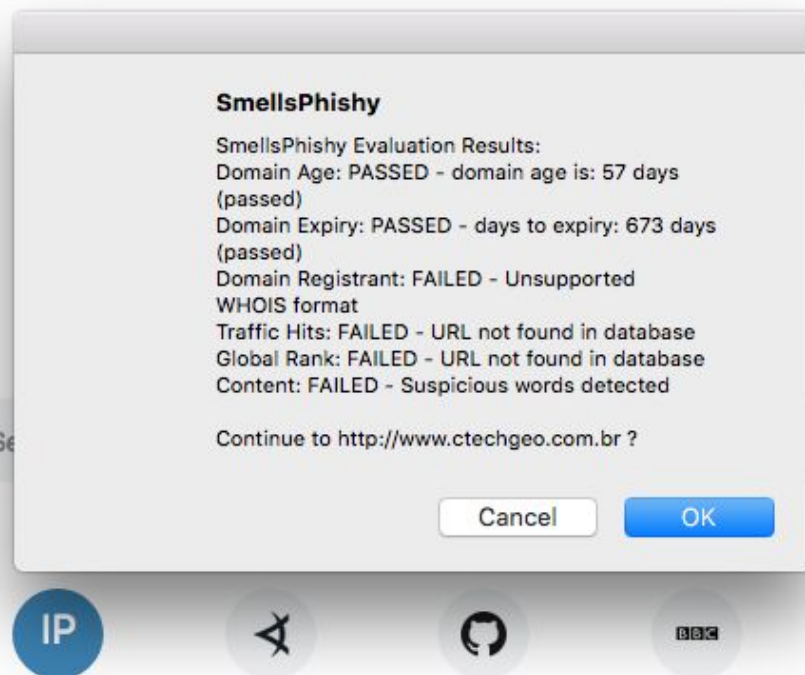 SmellsPhishy
SmellsPhishy Evaluation Results:
Domain Age: PASSED - domain age is: 57 days
(passed)
Domain Expiry: PASSED - days to expiry: 673 days
(passed)
Domain Registrant: FAILED - Unsupported
WHOIS format
Traffic Hits: FAILED - URL not found in database
Global Rank: FAILED - URL not found in database
Content: FAILED - Suspicious words detected
Continue to http://www.ctechgeo.com.br ?
Se
Cancel OK
IP BBC